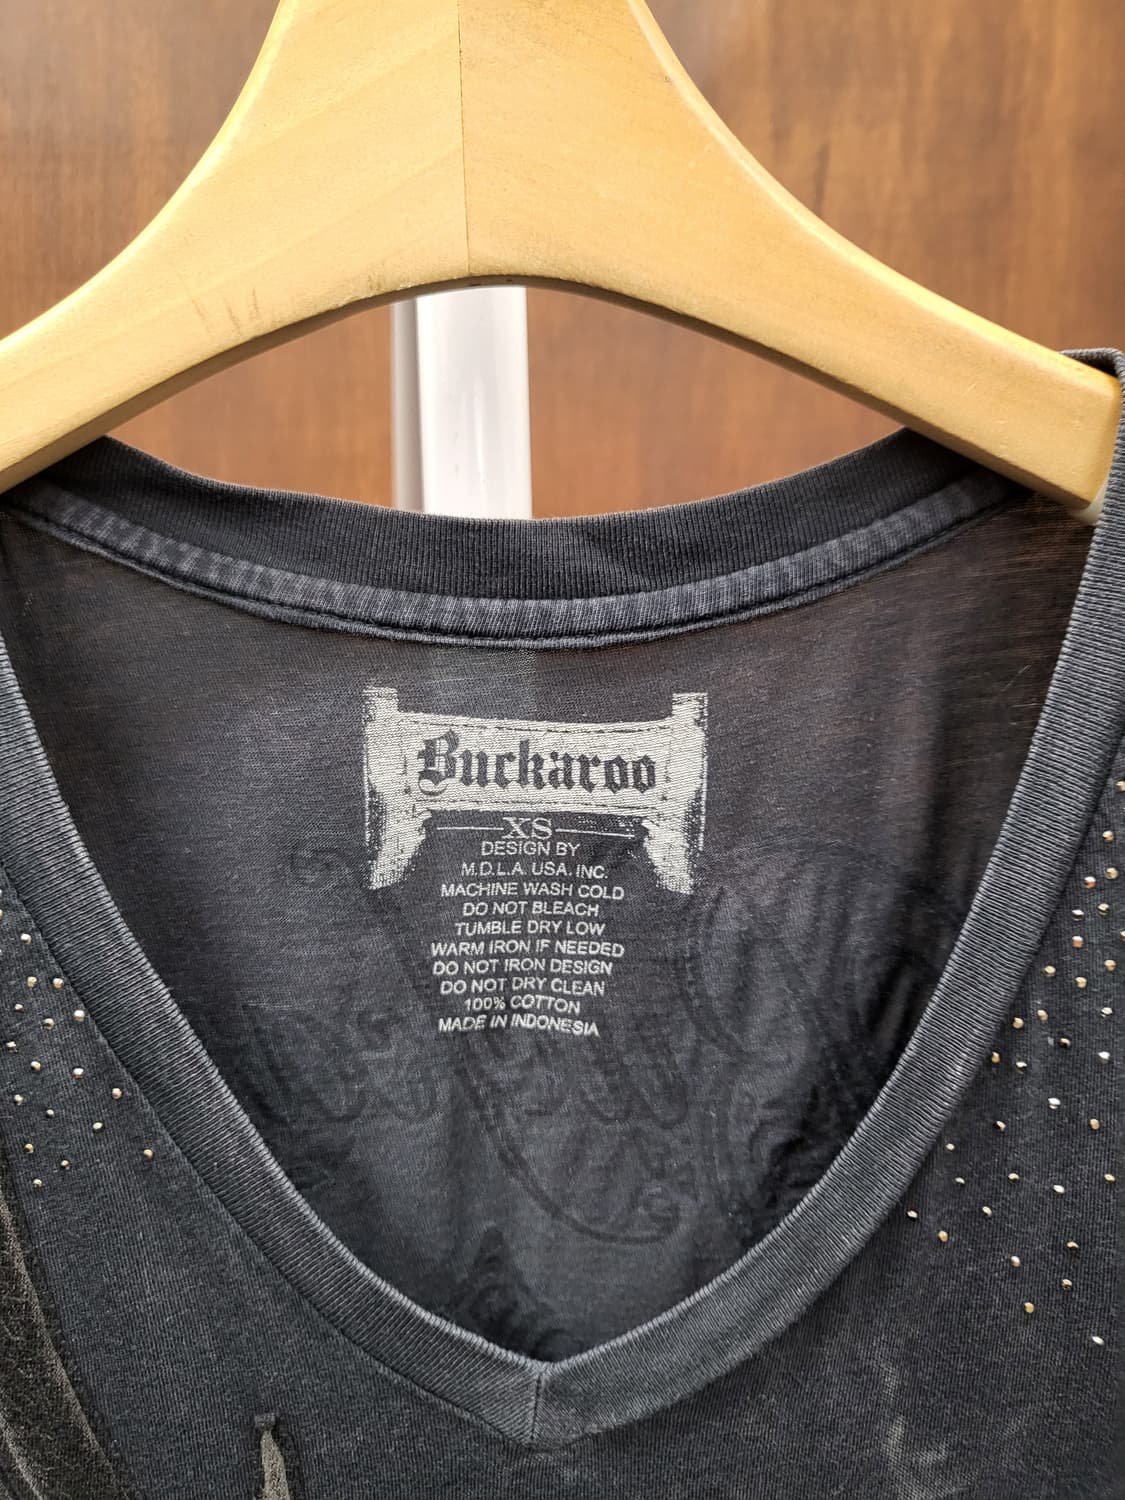 Buckaroo
XS
DESIGN BY
M.D.L.A. USA. INC.
MACHINE WASH COLD
DO NOT BLEACH
TUMBLE DRY LOW
WARM IRON IF NEEDED
DO NOT IRON DESIGN
DO NOT DRY CLEAN
100% COTTON
MADE IN INDONESIA